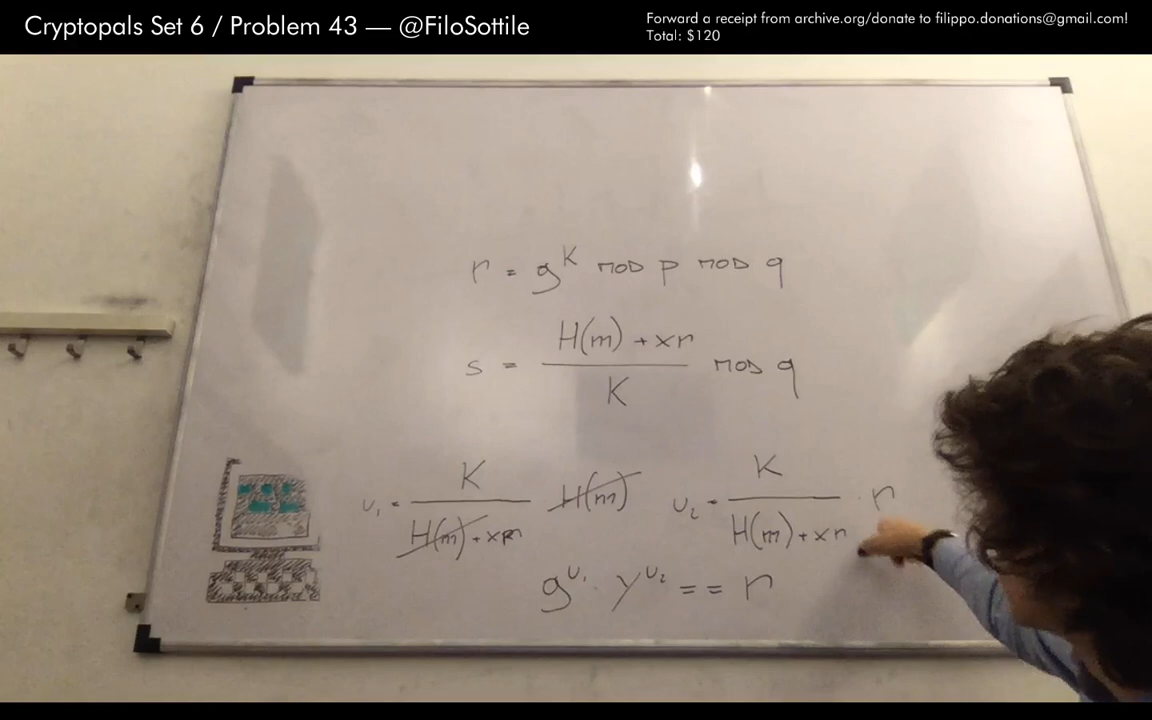 Cryptopals Set 6 / Problem 43 — @FiloSottile
Forward a receipt from archive.org/donate to filippo.donations@gmail.com!
Total: $120
r = g^K MOD p MOD q
s = (H(m) + xr) / K MOD q
u₁ = K / (H(m) + xr) H(m)
u₂ = K / (H(m) + xr) · r
g^u₁ · y^u₂ == r